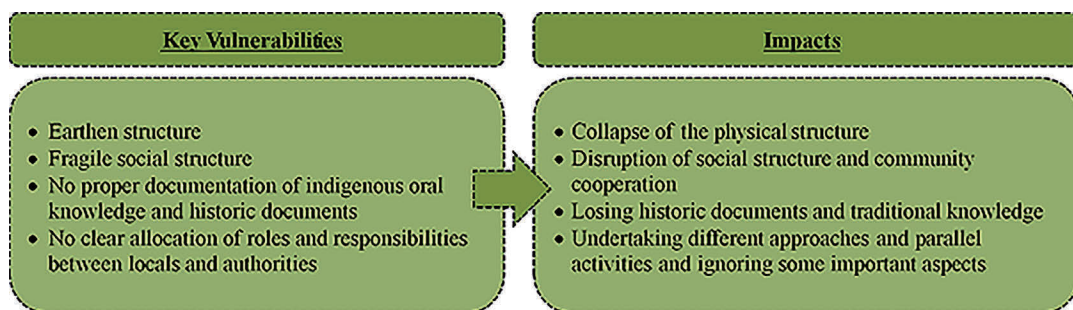 Key Vulnerabilities
• Earthen structure
• Fragile social structure
• No proper documentation of indigenous oral
knowledge and historic documents
• No clear allocation of roles and responsibilities
between locals and authorities
Impacts
• Collapse of the physical structure
• Disruption of social structure and community
cooperation
• Losing historic documents and traditional knowledge
• Undertaking different approaches and parallel
activities and ignoring some important aspects